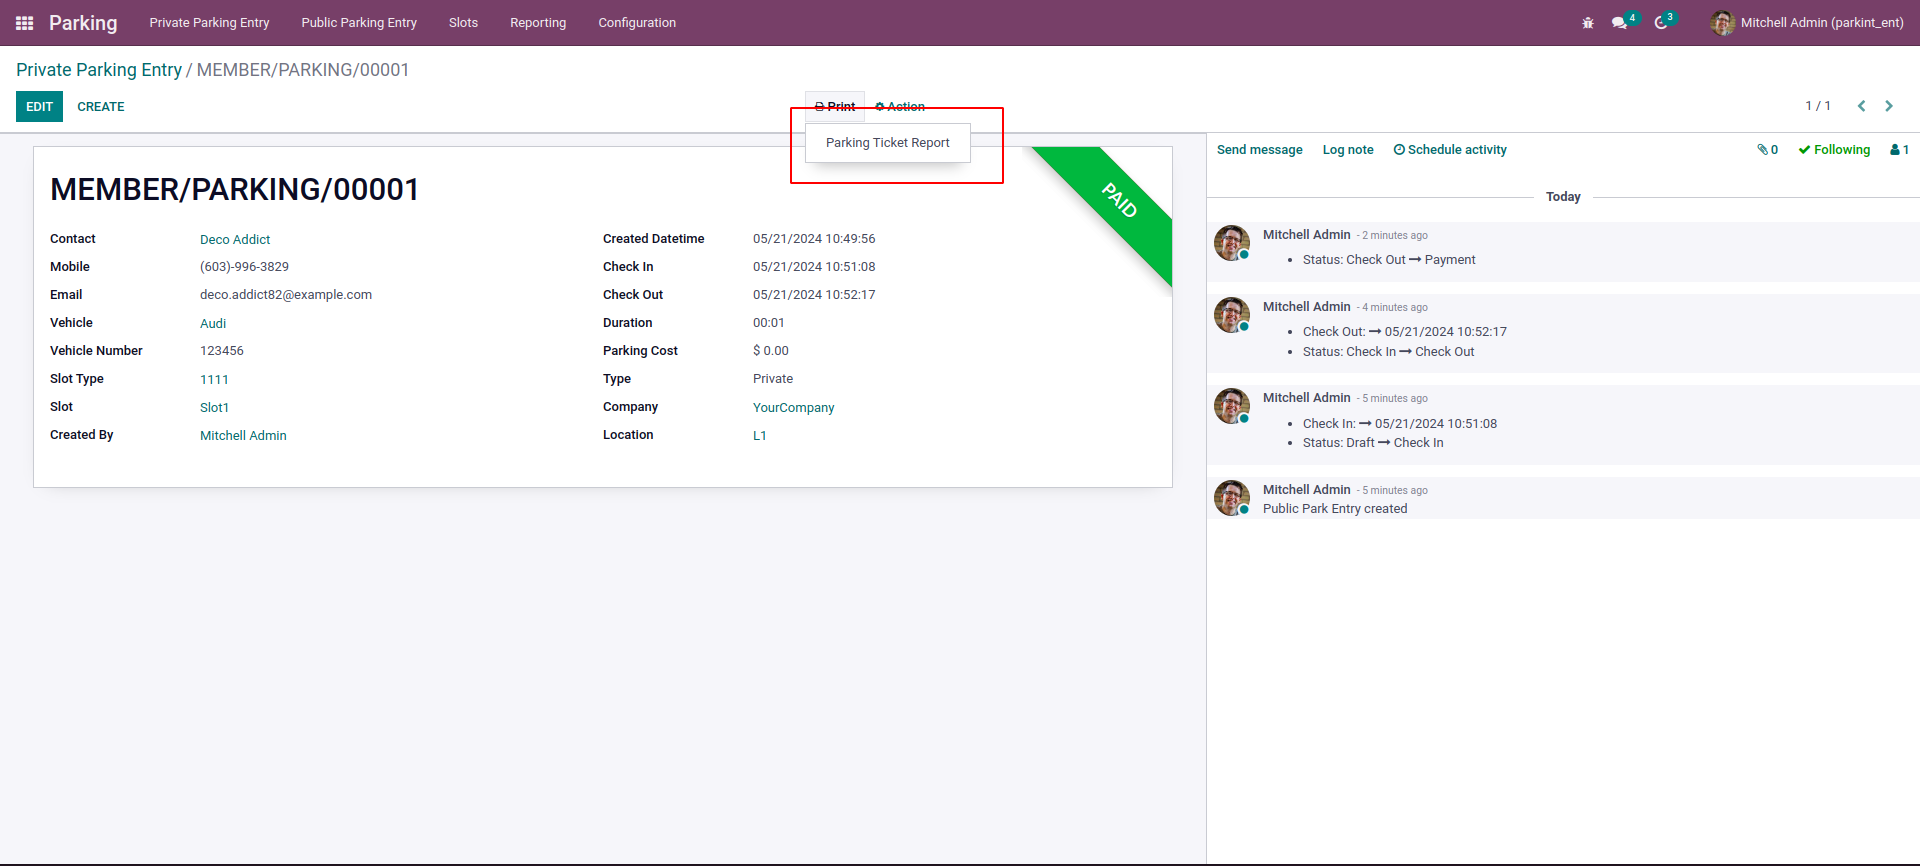 Parking Private Parking Entry Public Parking Entry Slots Reporting Configuration 4 3 Mitchell Admin (parkint_ent)
Private Parking Entry / MEMBER/PARKING/00001
EDIT CREATE Print Action 1 / 1
Parking Ticket Report
PAID
MEMBER/PARKING/00001
Contact Deco Addict Created Datetime 05/21/2024 10:49:56
Mobile (603)-996-3829 Check In 05/21/2024 10:51:08
Email deco.addict82@example.com Check Out 05/21/2024 10:52:17
Vehicle Audi Duration 00:01
Vehicle Number 123456 Parking Cost $ 0.00
Slot Type 1111 Type Private
Slot Slot1 Company YourCompany
Created By Mitchell Admin Location L1
Send message Log note Schedule activity 0 Following 1
Today
Mitchell Admin - 2 minutes ago
• Status: Check Out → Payment
Mitchell Admin - 4 minutes ago
• Check Out: → 05/21/2024 10:52:17
• Status: Check In → Check Out
Mitchell Admin - 5 minutes ago
• Check In: → 05/21/2024 10:51:08
• Status: Draft → Check In
Mitchell Admin - 5 minutes ago
Public Park Entry created